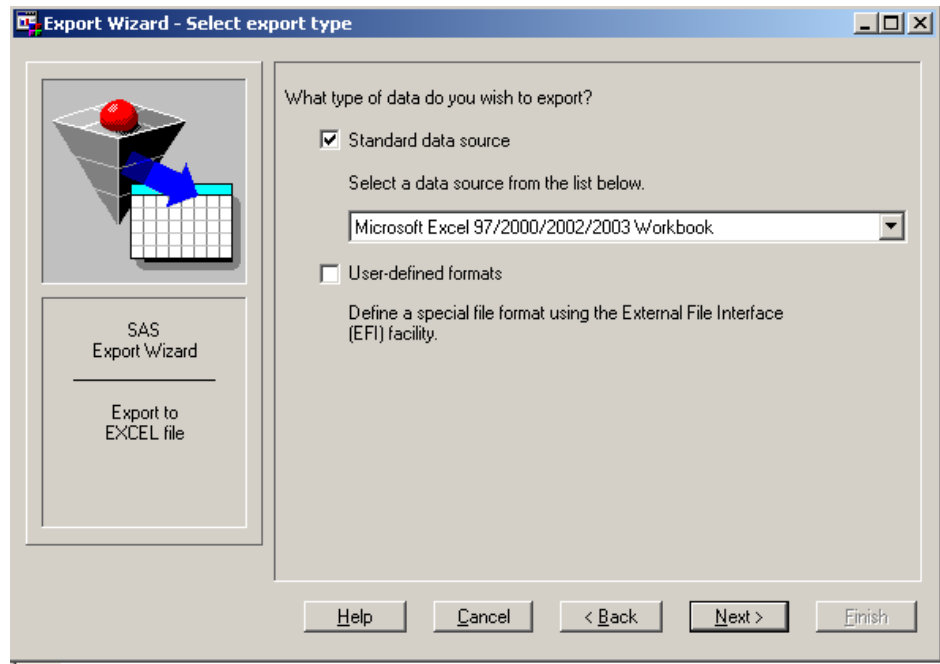 Export Wizard - Select export type
What type of data do you wish to export?
Standard data source
Select a data source from the list below.
Microsoft Excel 97/2000/2002/2003 Workbook
User-defined formats
Define a special file format using the External File Interface
(EFI) facility.
SAS
Export Wizard
Export to
EXCEL file
Help
Cancel
< Back
Next >
Finish